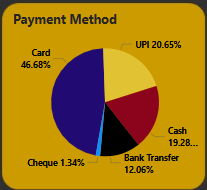 Payment Method
UPI 20.65%
Card
46.68%
Cash
19.28...
Bank Transfer
12.06%
Cheque 1.34%